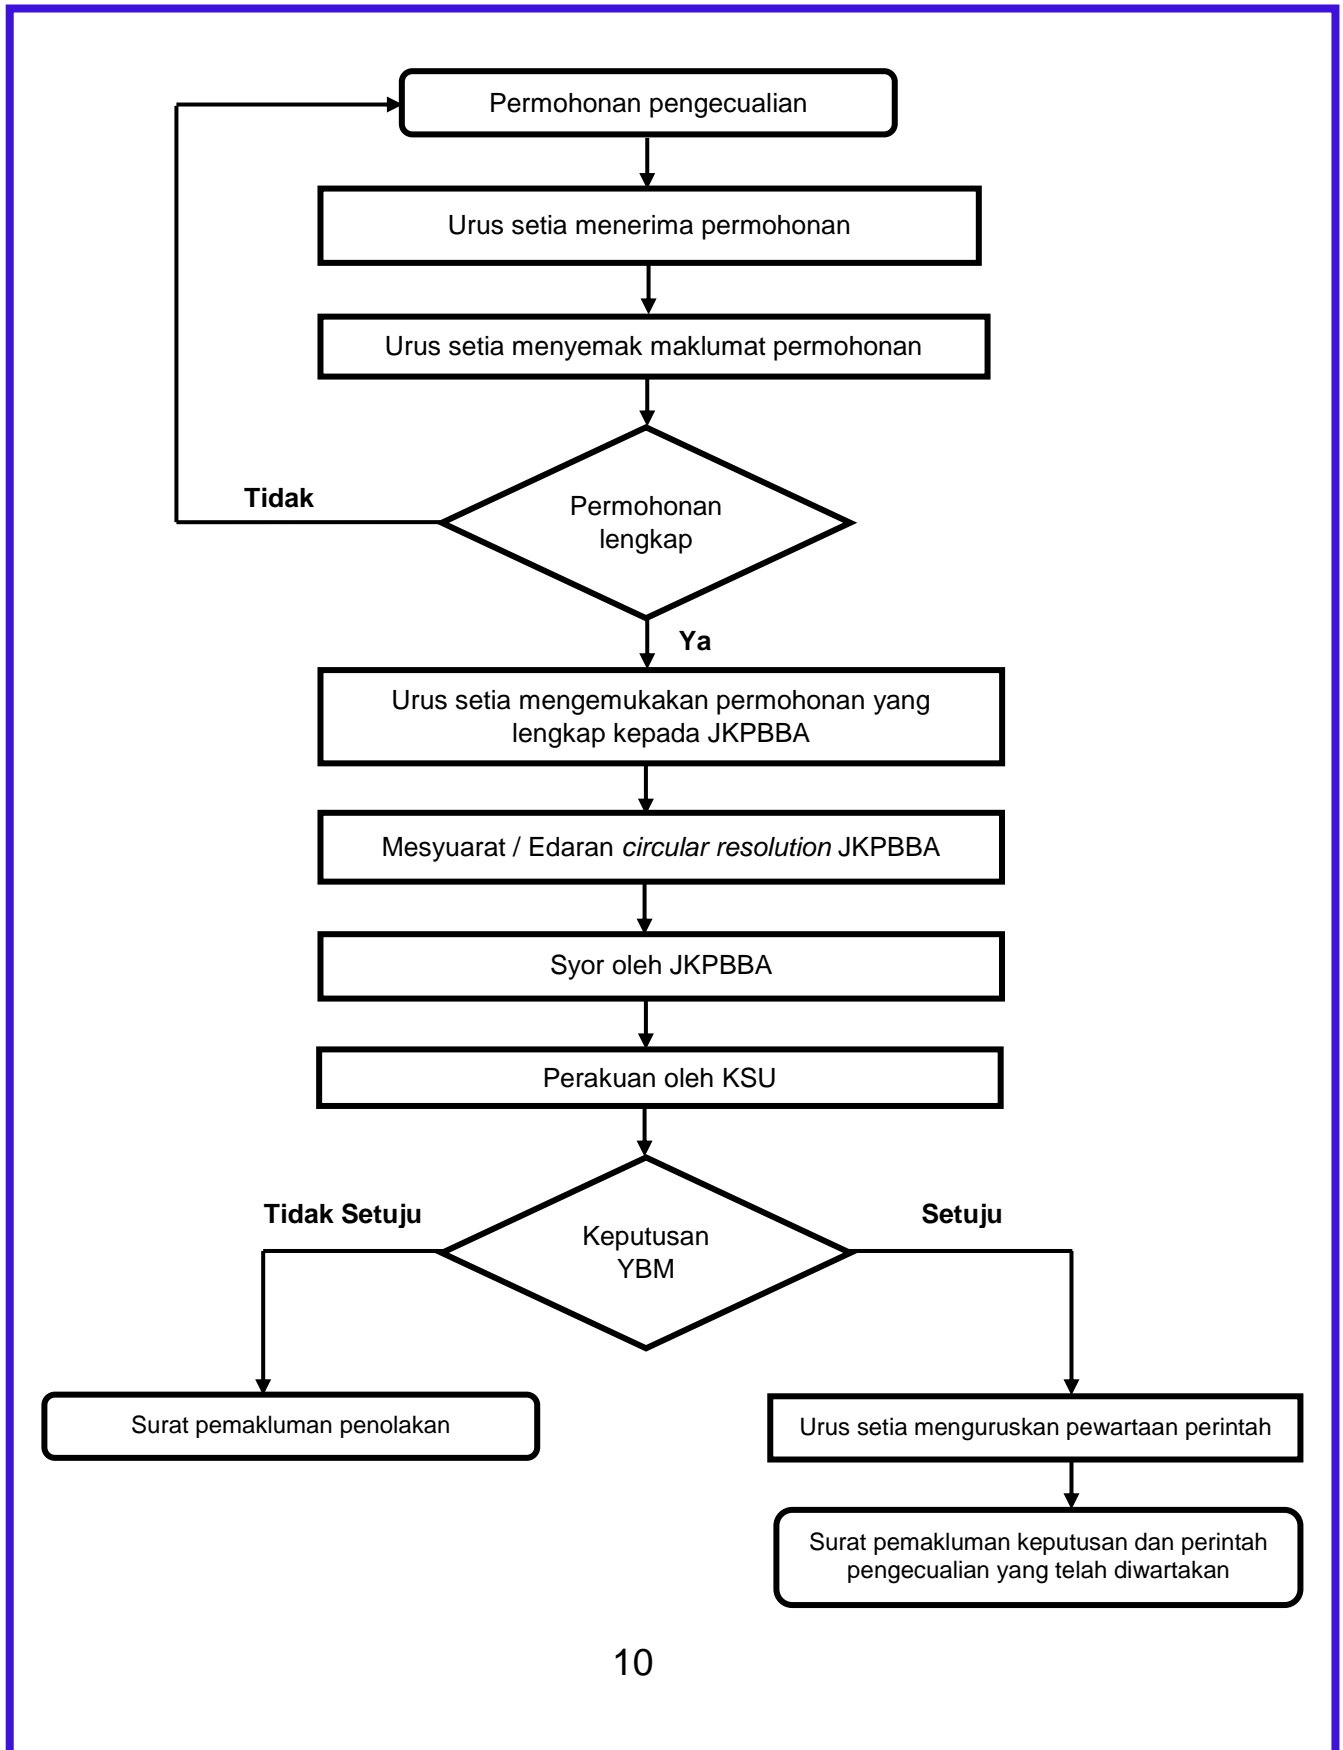 Permohonan pengecualian
Urus setia menerima permohonan
Urus setia menyemak maklumat permohonan
Tidak
Permohonan
lengkap
Ya
Urus setia mengemukakan permohonan yang
lengkap kepada JKPBBA
Mesyuarat / Edaran circular resolution JKPBBA
Syor oleh JKPBBA
Perakuan oleh KSU
Tidak Setuju
Setuju
Keputusan
YBM
Surat pemakluman penolakan
Urus setia menguruskan pewartaan perintah
Surat pemakluman keputusan dan perintah
pengecualian yang telah diwartakan
10